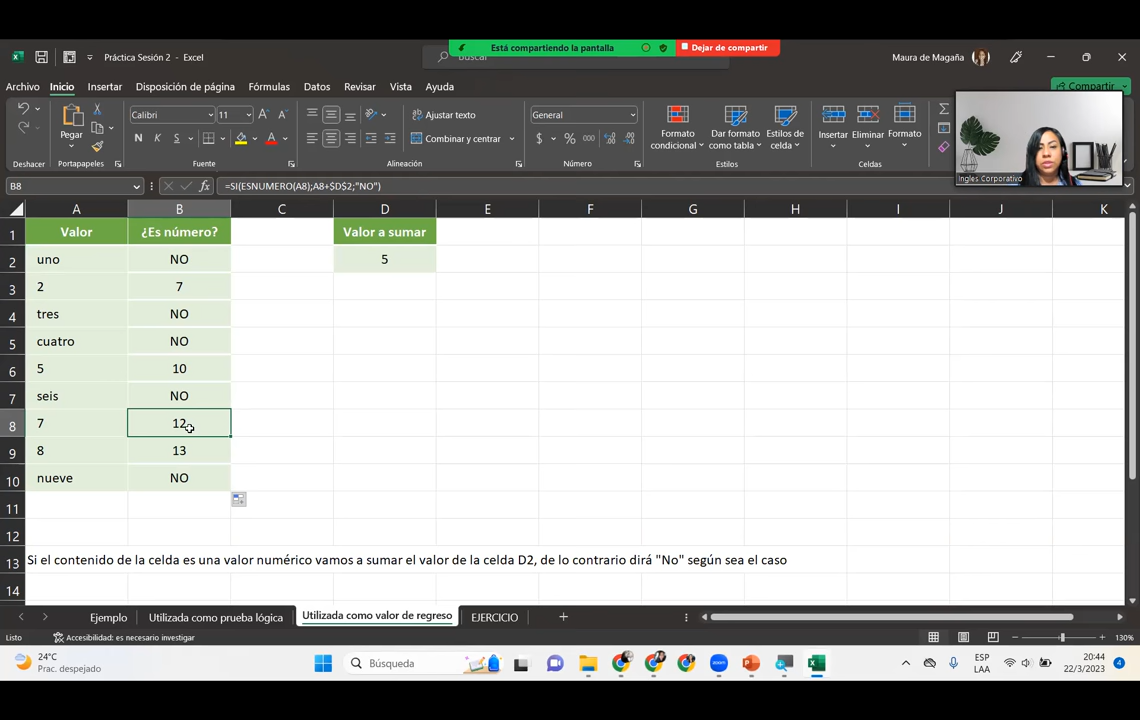 Está compartiendo la pantalla
Dejar de compartir
Práctica Sesión 2 - Excel
Buscar
Maura de Magaña
Archivo Inicio Insertar Disposición de página Fórmulas Datos Revisar Vista Ayuda
Compartir
Pegar
Calibri
11
N K S
Ajustar texto
Combinar y centrar
General
$ % 000
Formato condicional
Dar formato como tabla
Estilos de celda
Insertar Eliminar Formato
Deshacer Portapapeles Fuente Alineación Número Estilos Celdas
Ingles Corporativo
B8
fx
=SI(ESNUMERO(A8);A8+$D$2;"NO")
A B C D E F G H I J K
1 Valor ¿Es número? Valor a sumar
2 uno NO 5
3 2 7
4 tres NO
5 cuatro NO
6 5 10
7 seis NO
8 7 12
9 8 13
10 nueve NO
11
12
13 Si el contenido de la celda es una valor numérico vamos a sumar el valor de la celda D2, de lo contrario dirá "No" según sea el caso
14
Ejemplo Utilizada como prueba lógica Utilizada como valor de regreso EJERCICIO
Listo
Accesibilidad: es necesario investigar
130%
24°C
Prac. despejado
Búsqueda
zoom
ESP
LAA
20:44
22/3/2023
4